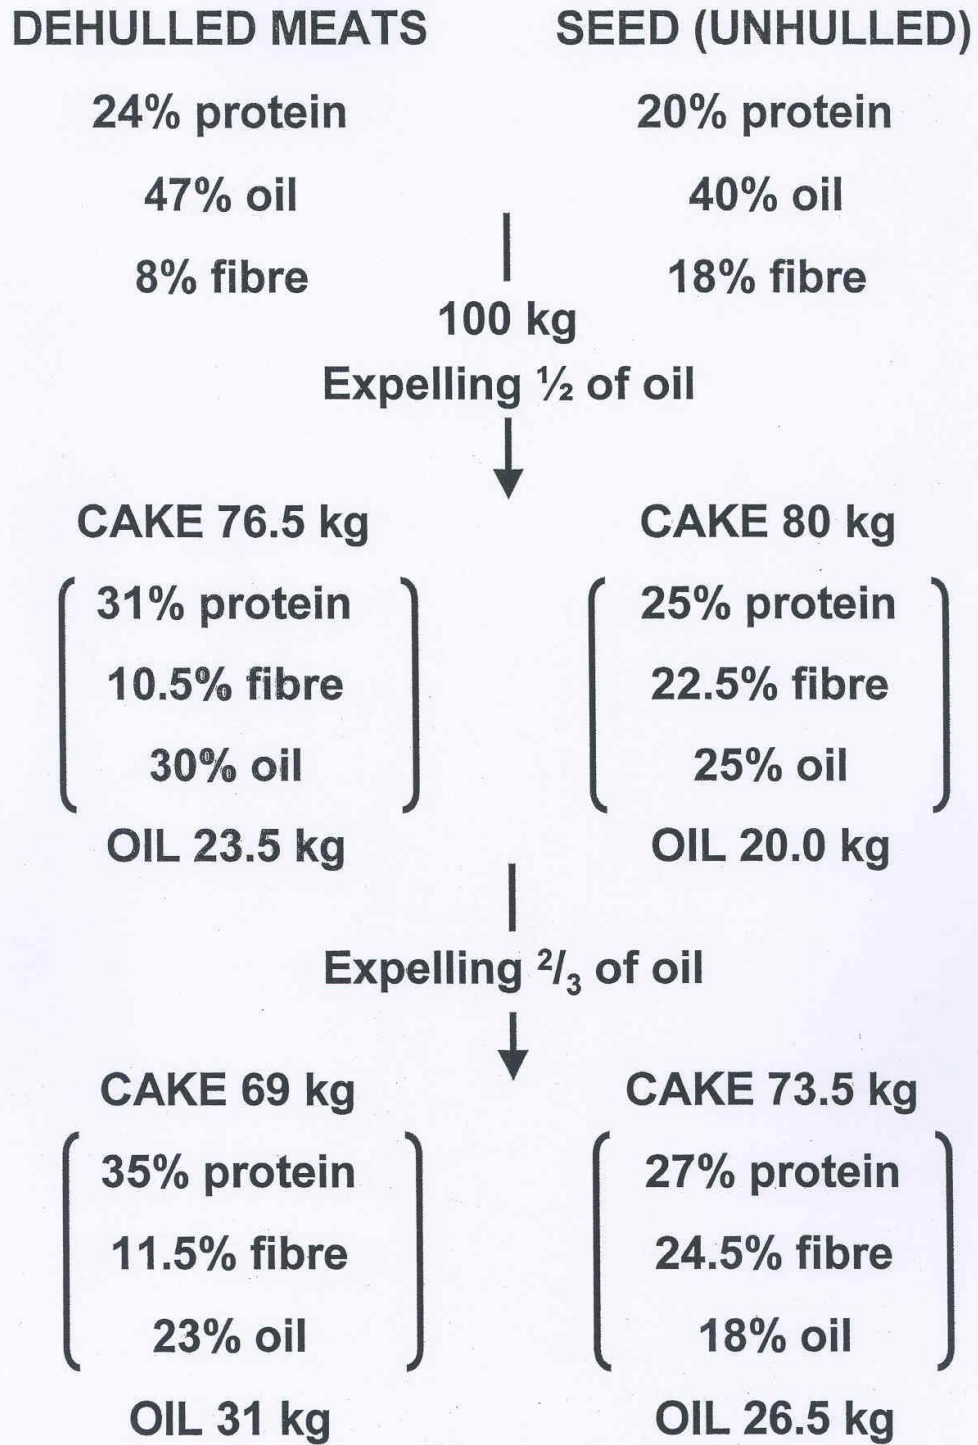 DEHULLED MEATS
24% protein
47% oil
8% fibre
SEED (UNHULLED)
20% protein
40% oil
18% fibre
100 kg
Expelling ½ of oil
CAKE 76.5 kg
31% protein
10.5% fibre
30% oil
OIL 23.5 kg
CAKE 80 kg
25% protein
22.5% fibre
25% oil
OIL 20.0 kg
Expelling ²/₃ of oil
CAKE 69 kg
35% protein
11.5% fibre
23% oil
OIL 31 kg
CAKE 73.5 kg
27% protein
24.5% fibre
18% oil
OIL 26.5 kg